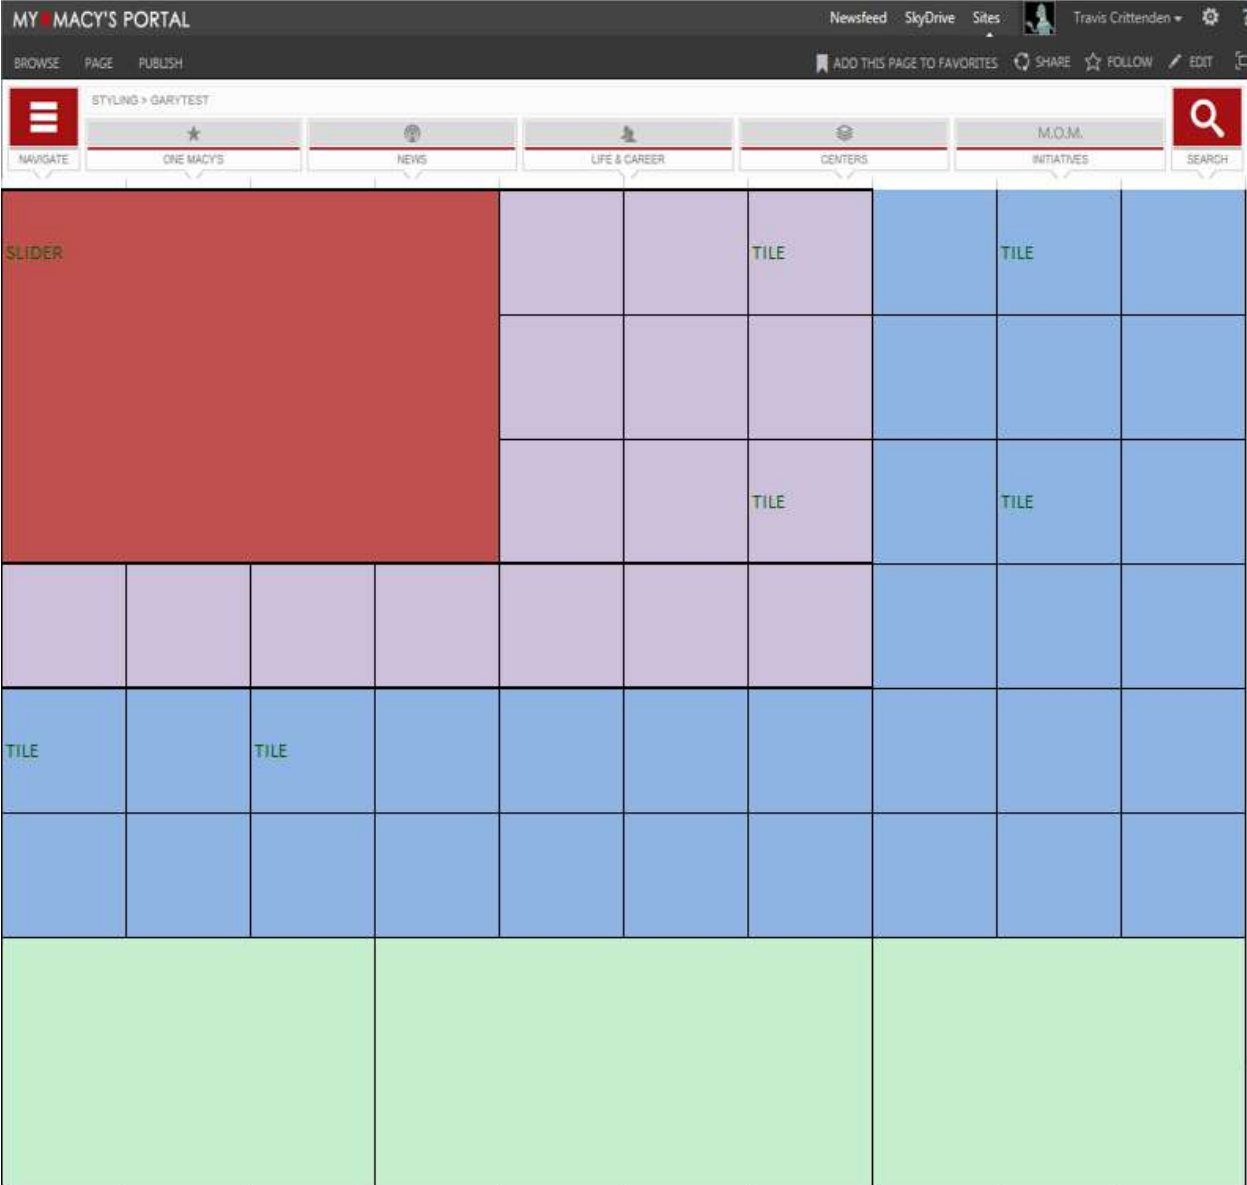 MY MACY'S PORTAL Newsfeed SkyDrive Sites Travis Crittenden ?
BROWSE PAGE PUBLISH ADD THIS PAGE TO FAVORITES SHARE FOLLOW EDIT
STYLING > GARYTEST
M.O.M.
NAVIGATE ONE MACY'S NEWS LIFE & CAREER CENTERS INITIATIVES SEARCH
SLIDER TILE TILE
TILE TILE
TILE TILE